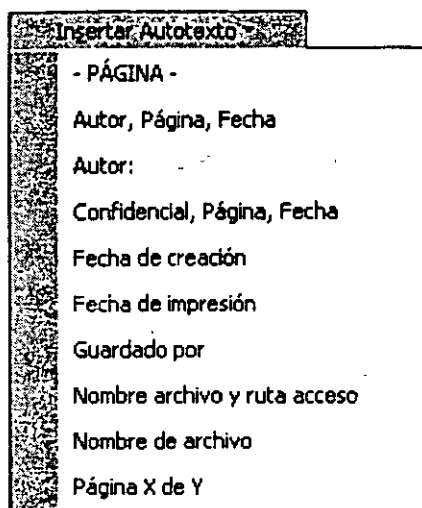 Insertar Autotexto
- PÁGINA -
Autor, Página, Fecha
Autor:
Confidencial, Página, Fecha
Fecha de creación
Fecha de impresión
Guardado por
Nombre archivo y ruta acceso
Nombre de archivo
Página X de Y